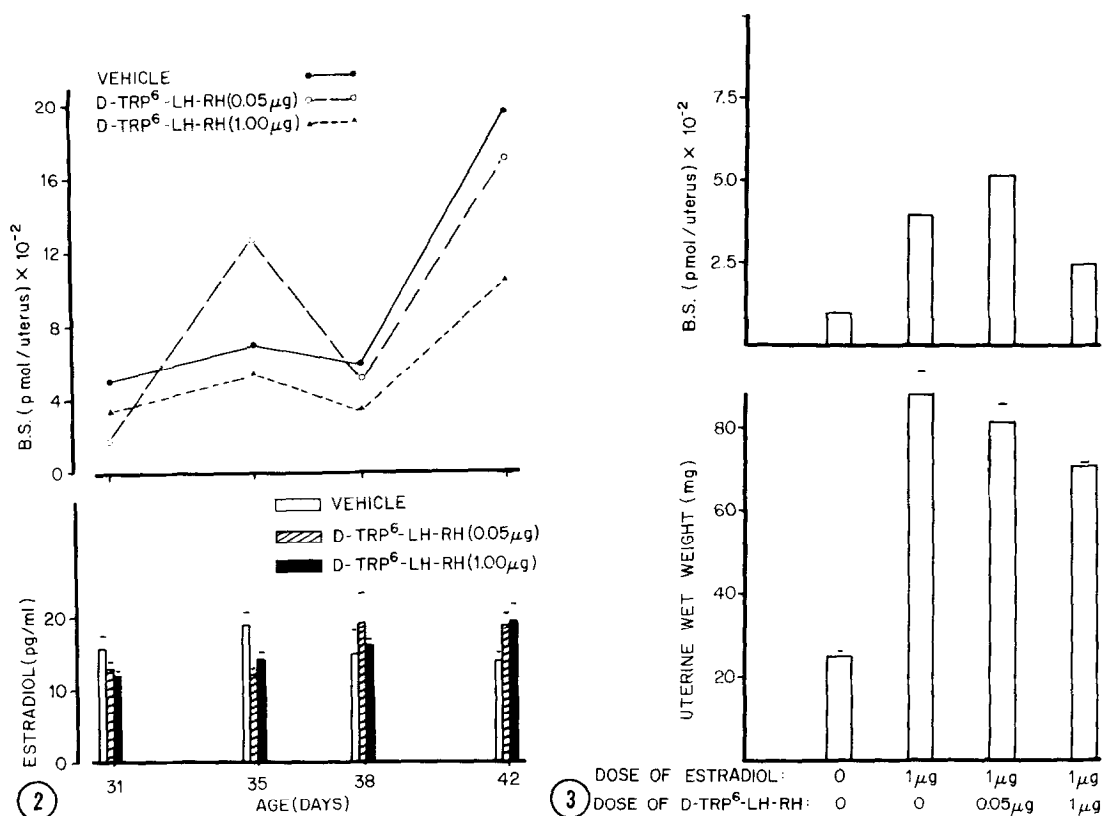 VEHICLE
D-TRP⁶-LH-RH(0.05μg)
D-TRP⁶-LH-RH(1.00μg)
20
16
12
8
4
0
B.S. (pmol/uterus) × 10⁻²
VEHICLE
D-TRP⁶-LH-RH(0.05μg)
D-TRP⁶-LH-RH(1.00μg)
20
10
0
ESTRADIOL(pg/ml)
31 35 38 42
AGE(DAYS)
2
7.5
5.0
2.5
B.S. (pmol/uterus) × 10⁻²
80
60
40
20
UTERINE WET WEIGHT (mg)
3
DOSE OF ESTRADIOL: 0 1μg 1μg 1μg
DOSE OF D-TRP⁶-LH-RH: 0 0 0.05μg 1μg